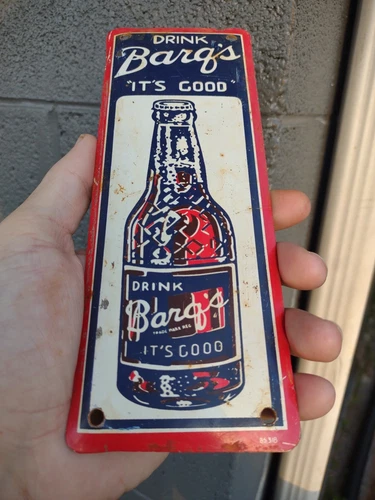 DRINK
Barq's
"IT'S GOOD"
DRINK
Barq's
TRADE MARK REG.
IT'S GOOD